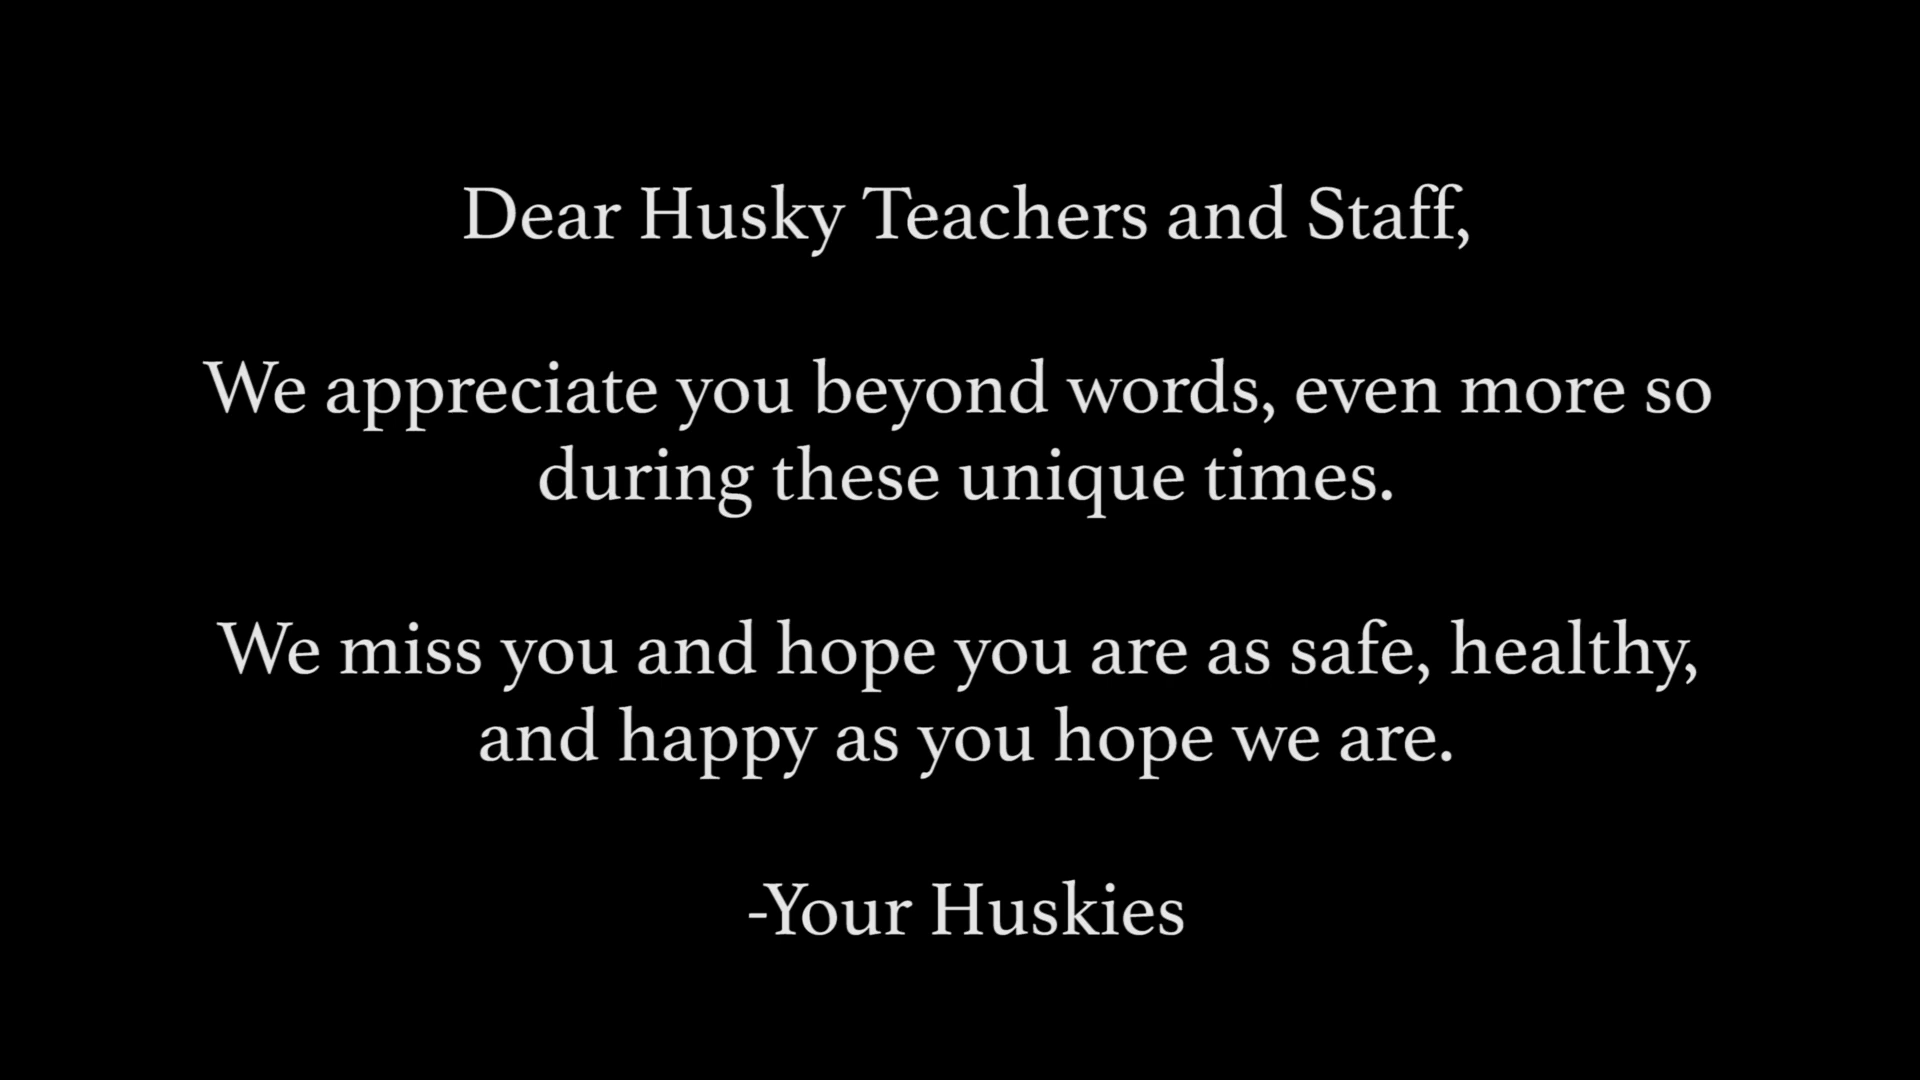 Dear Husky Teachers and Staff,
We appreciate you beyond words, even more so
during these unique times.
We miss you and hope you are as safe, healthy,
and happy as you hope we are.
-Your Huskies